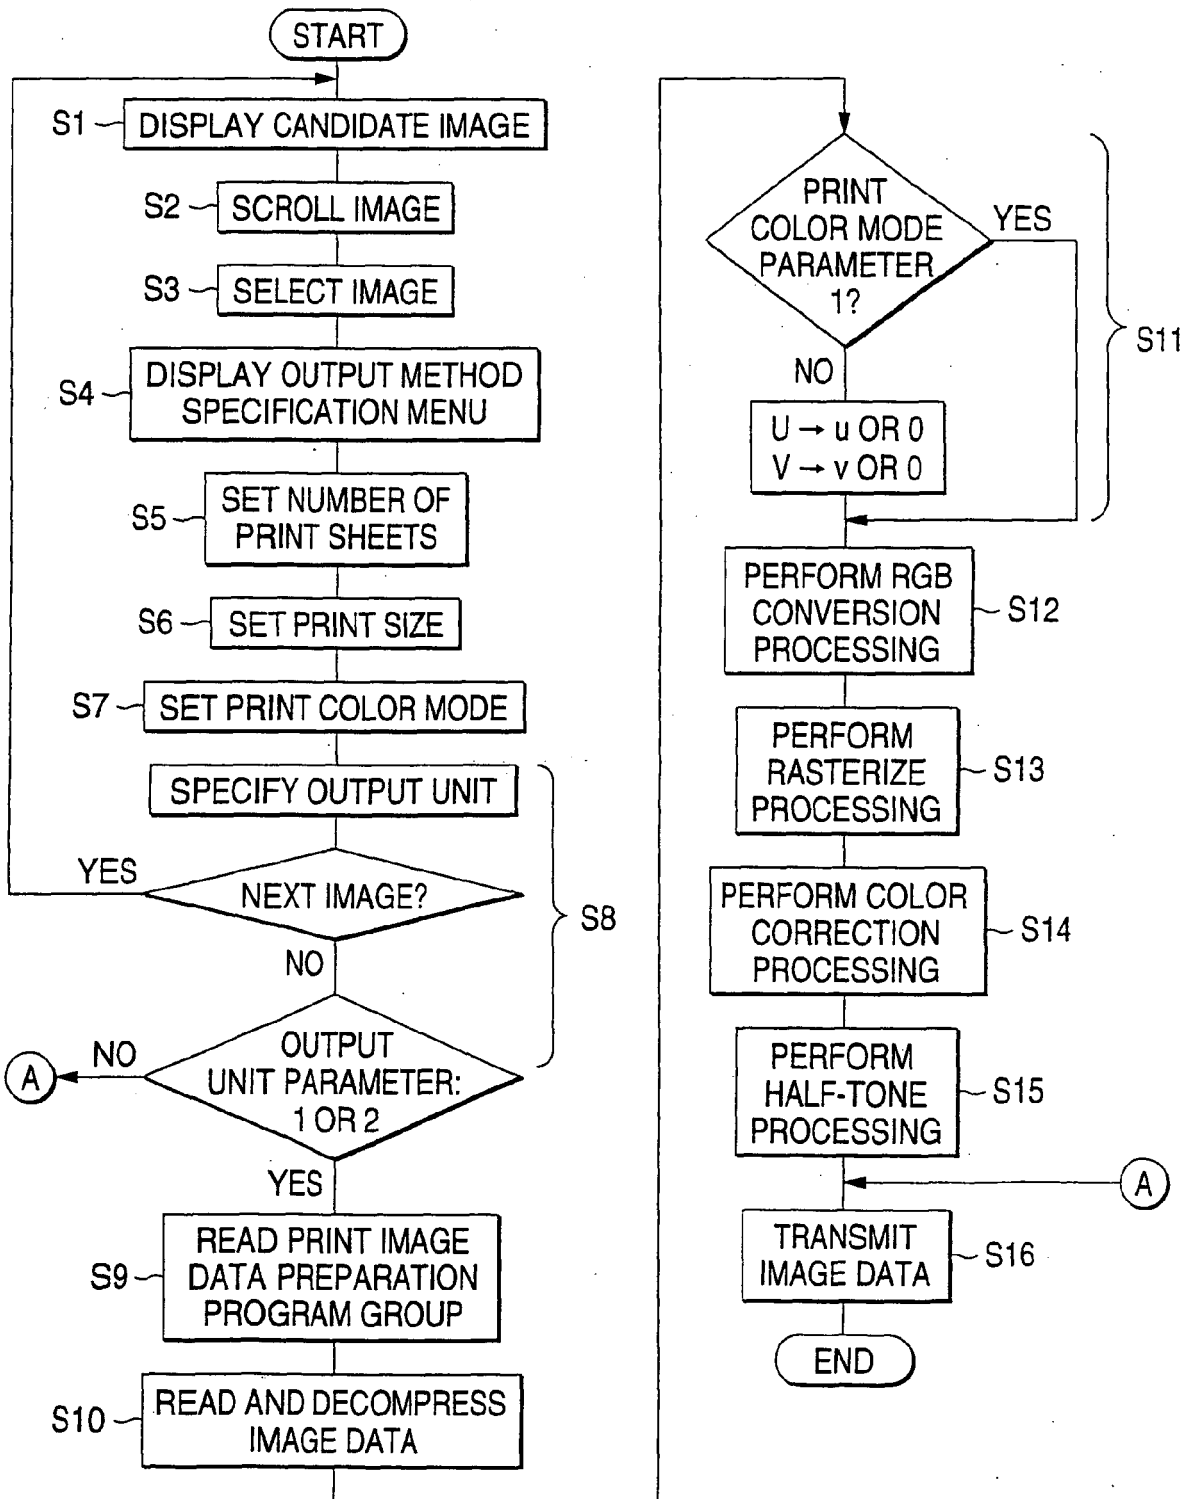 START
S1
DISPLAY CANDIDATE IMAGE
S2
SCROLL IMAGE
S3
SELECT IMAGE
S4
DISPLAY OUTPUT METHOD
SPECIFICATION MENU
S5
SET NUMBER OF
PRINT SHEETS
S6
SET PRINT SIZE
S7
SET PRINT COLOR MODE
SPECIFY OUTPUT UNIT
YES
NEXT IMAGE?
S8
NO
NO
A
OUTPUT
UNIT PARAMETER:
1 OR 2
YES
S9
READ PRINT IMAGE
DATA PREPARATION
PROGRAM GROUP
S10
READ AND DECOMPRESS
IMAGE DATA
PRINT
COLOR MODE
PARAMETER
1?
YES
S11
NO
U → u OR 0
V → v OR 0
PERFORM RGB
CONVERSION
PROCESSING
S12
PERFORM
RASTERIZE
PROCESSING
S13
PERFORM COLOR
CORRECTION
PROCESSING
S14
PERFORM
HALF-TONE
PROCESSING
S15
A
TRANSMIT
IMAGE DATA
S16
END